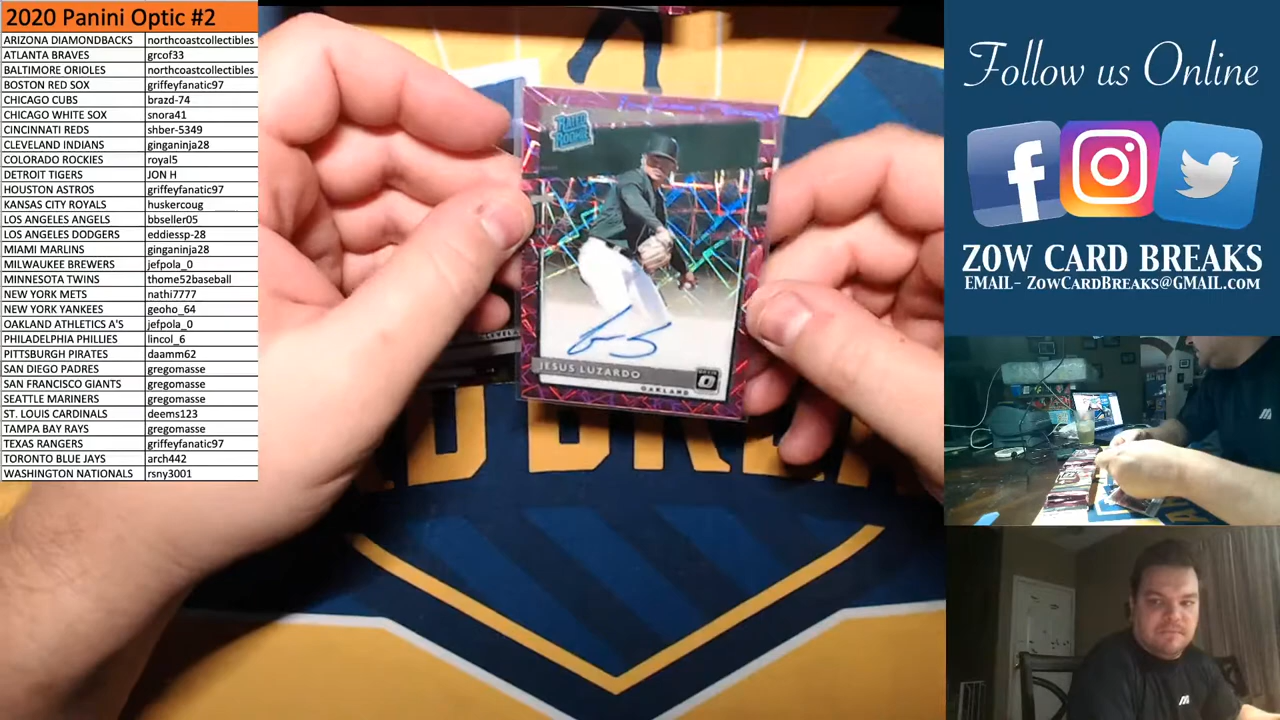 2020 Panini Optic #2
ARIZONA DIAMONDBACKS northcoastcollectibles
ATLANTA BRAVES grcof33
BALTIMORE ORIOLES northcoastcollectibles
BOSTON RED SOX griffeyfanatic97
CHICAGO CUBS brazd-74
CHICAGO WHITE SOX snora41
CINCINNATI REDS shber-5349
CLEVELAND INDIANS ginganinja28
COLORADO ROCKIES royal5
DETROIT TIGERS JON H
HOUSTON ASTROS griffeyfanatic97
KANSAS CITY ROYALS huskercoug
LOS ANGELES ANGELS bbseller05
LOS ANGELES DODGERS eddiessp-28
MIAMI MARLINS ginganinja28
MILWAUKEE BREWERS jefpola_0
MINNESOTA TWINS thome52baseball
NEW YORK METS nathi7777
NEW YORK YANKEES geoho_64
OAKLAND ATHLETICS A'S jefpola_0
PHILADELPHIA PHILLIES lincol_6
PITTSBURGH PIRATES daamm62
SAN DIEGO PADRES gregomasse
SAN FRANCISCO GIANTS gregomasse
SEATTLE MARINERS gregomasse
ST. LOUIS CARDINALS deems123
TAMPA BAY RAYS gregomasse
TEXAS RANGERS griffeyfanatic97
TORONTO BLUE JAYS arch442
WASHINGTON NATIONALS rsny3001
RATED ROOKIE
JESUS LUZARDO
OAKLAND
Follow us Online
ZOW CARD BREAKS
EMAIL- ZOWCARDBREAKS@GMAIL.COM